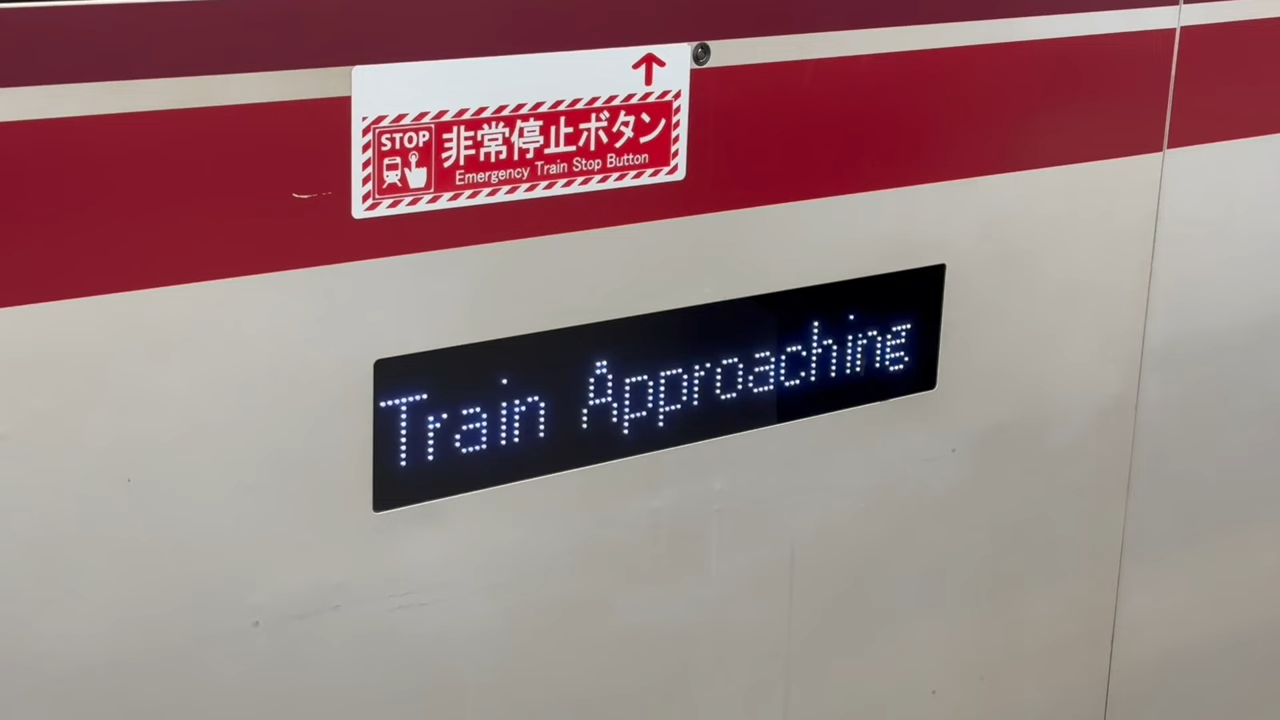 STOP
非常停止ボタン
Emergency Train Stop Button
Train Approaching